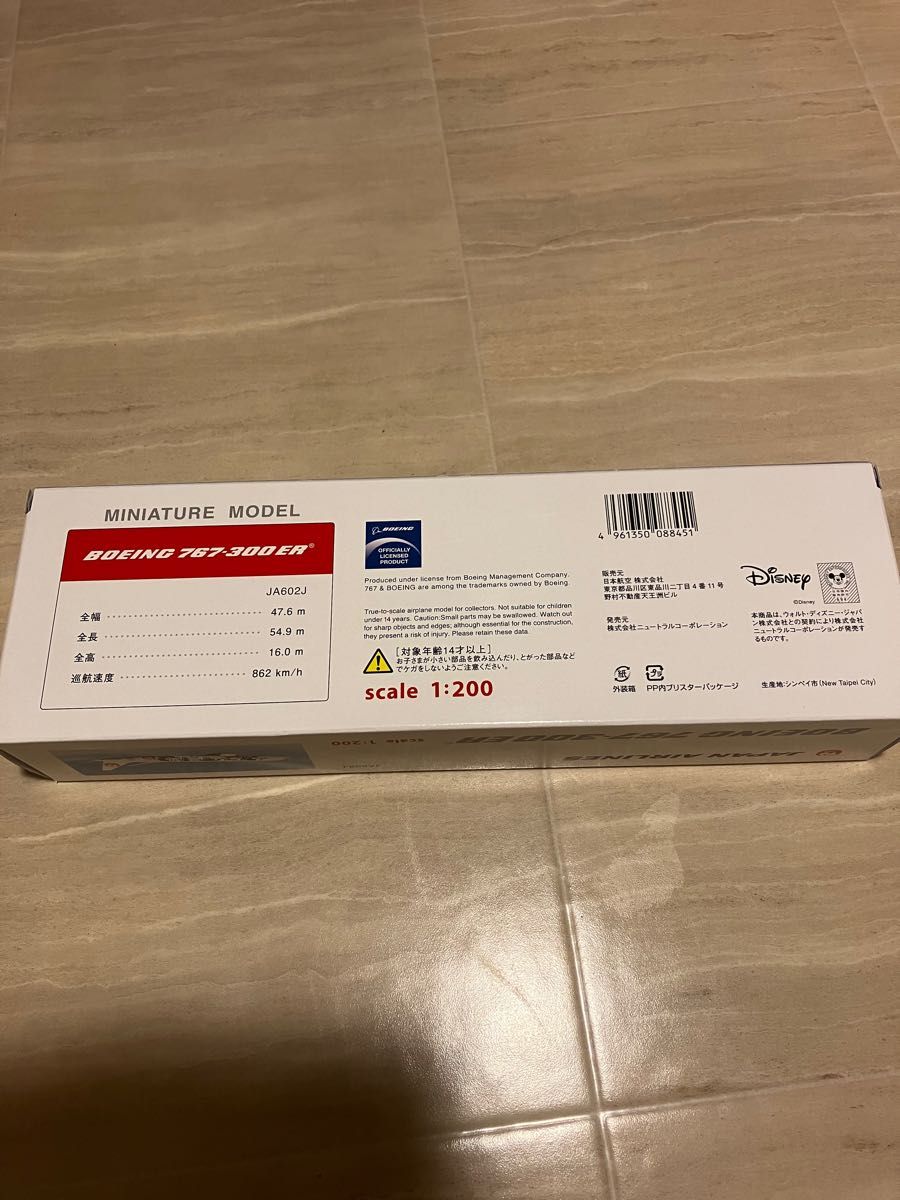 MINIATURE MODEL
BOEING 767-300ER®
JA602J
全幅 47.6 m
全長 54.9 m
全高 16.0 m
巡航速度 862 km/h
BOEING
OFFICIALLY
LICENSED
PRODUCT
Produced under license from Boeing Management Company.
767 & BOEING are among the trademarks owned by Boeing.
True-to-scale airplane model for collectors. Not suitable for children
under 14 years. Caution:Small parts may be swallowed. Watch out
for sharp objects and edges; although essential for the construction,
they present a risk of injury. Please retain these data.
[対象年齢14才以上]
お子さまが小さい部品を飲み込んだり、とがった部品など
でケガをしないようご注意ください。
scale 1:200
4 961350 088451
販売元
日本航空 株式会社
東京都品川区東品川二丁目4番11号
野村不動産天王洲ビル
発売元
株式会社ニュートラルコーポレーション
紙
外装箱
プラ
PP内ブリスターパッケージ
Disney
©Disney
本商品は、ウォルト・ディズニー・ジャパ
ン株式会社との契約により株式会社
ニュートラルコーポレーションが発売す
るものです。
生産地:シンペイ市(New Taipei City)
BOEING 767-300ER®
JAPAN AIRLINES
scale 1:200